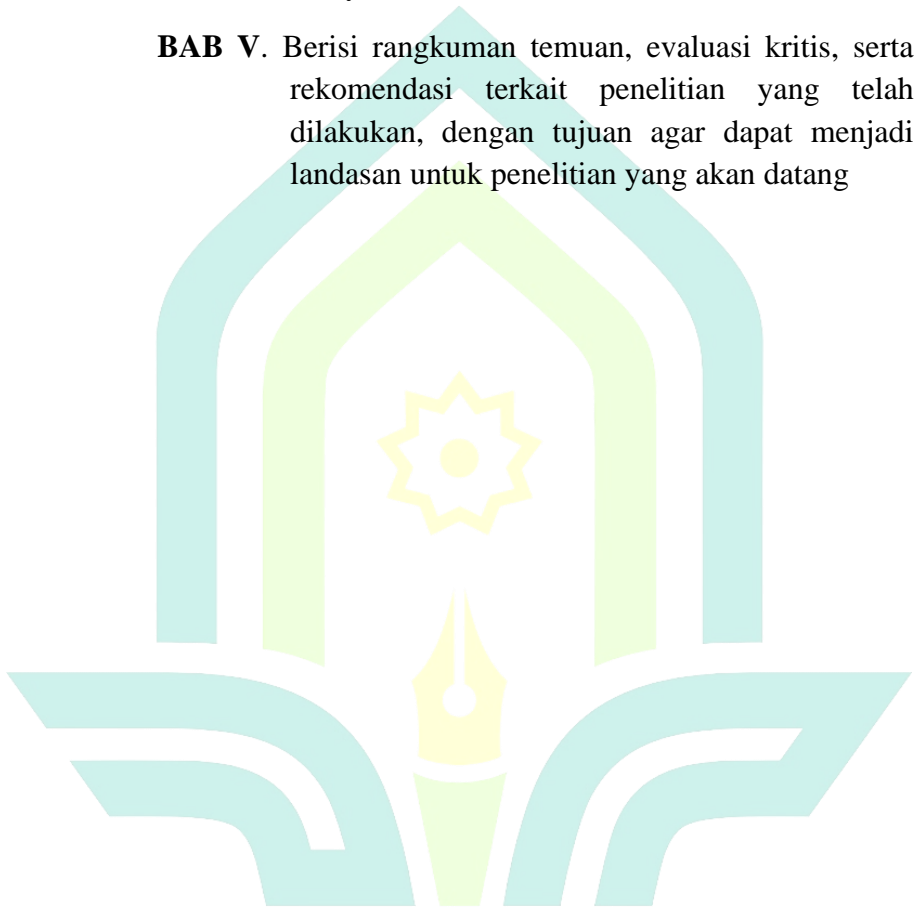 BAB V. Berisi rangkuman temuan, evaluasi kritis, serta
rekomendasi terkait penelitian yang telah
dilakukan, dengan tujuan agar dapat menjadi
landasan untuk penelitian yang akan datang